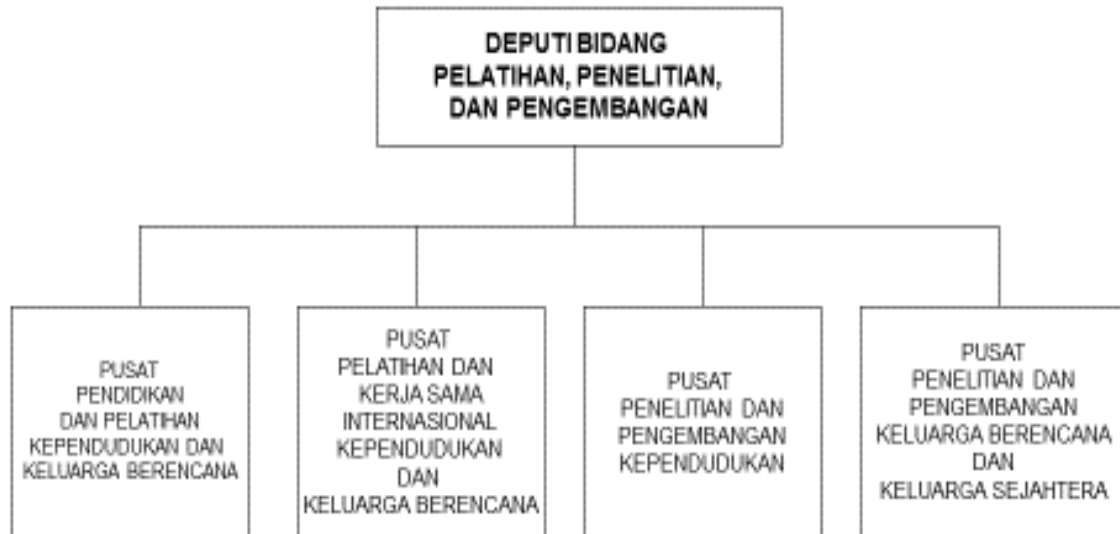 DEPUTI BIDANG
PELATIHAN, PENELITIAN,
DAN PENGEMBANGAN
PUSAT
PENDIDIKAN
DAN PELATIHAN
KEPENDUDUKAN DAN
KELUARGA BERENCANA
PUSAT
PELATIHAN DAN
KERJA SAMA
INTERNASIONAL
KEPENDUDUKAN
DAN
KELUARGA BERENCANA
PUSAT
PENELITIAN DAN
PENGEMBANGAN
KEPENDUDUKAN
PUSAT
PENELITIAN DAN
PENGEMBANGAN
KELUARGA BERENCANA
DAN
KELUARGA SEJAHTERA